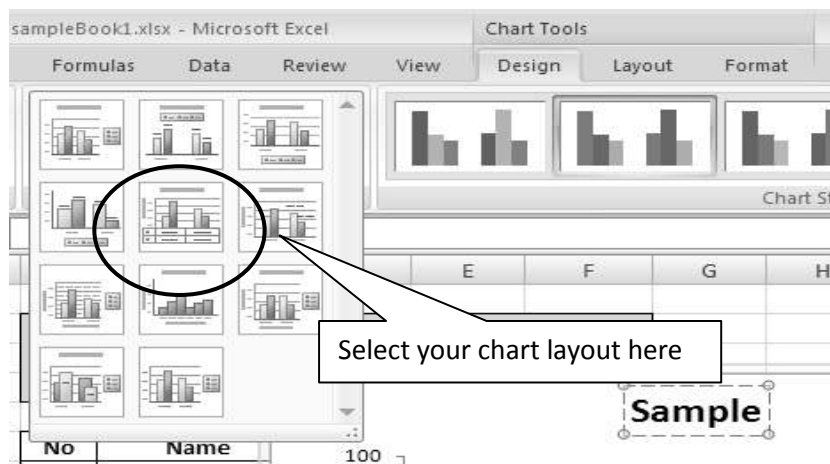 sampleBook1.xlsx - Microsoft Excel Chart Tools
Formulas Data Review View Design Layout Format
Chart St
E F G H
Select your chart layout here
Sample
No Name
100